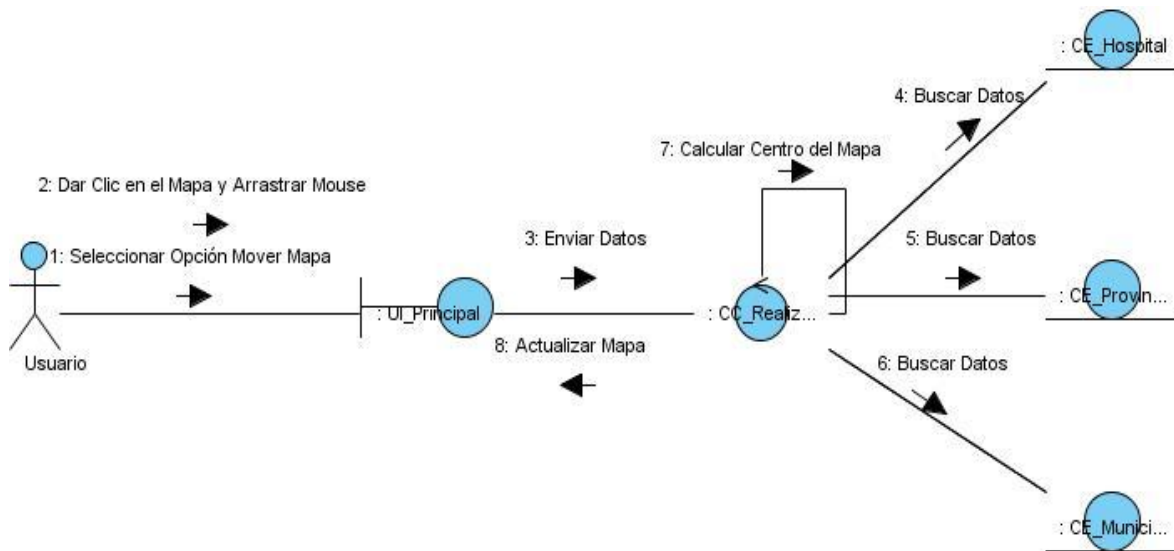 : CE_Hospital
4: Buscar Datos
7: Calcular Centro del Mapa
2: Dar Clic en el Mapa y Arrastrar Mouse
1: Seleccionar Opción Mover Mapa
3: Enviar Datos
5: Buscar Datos
: UI_Principal
: CC_Realiz...
: CE_Provin...
8: Actualizar Mapa
Usuario
6: Buscar Datos
: CE_Munici...